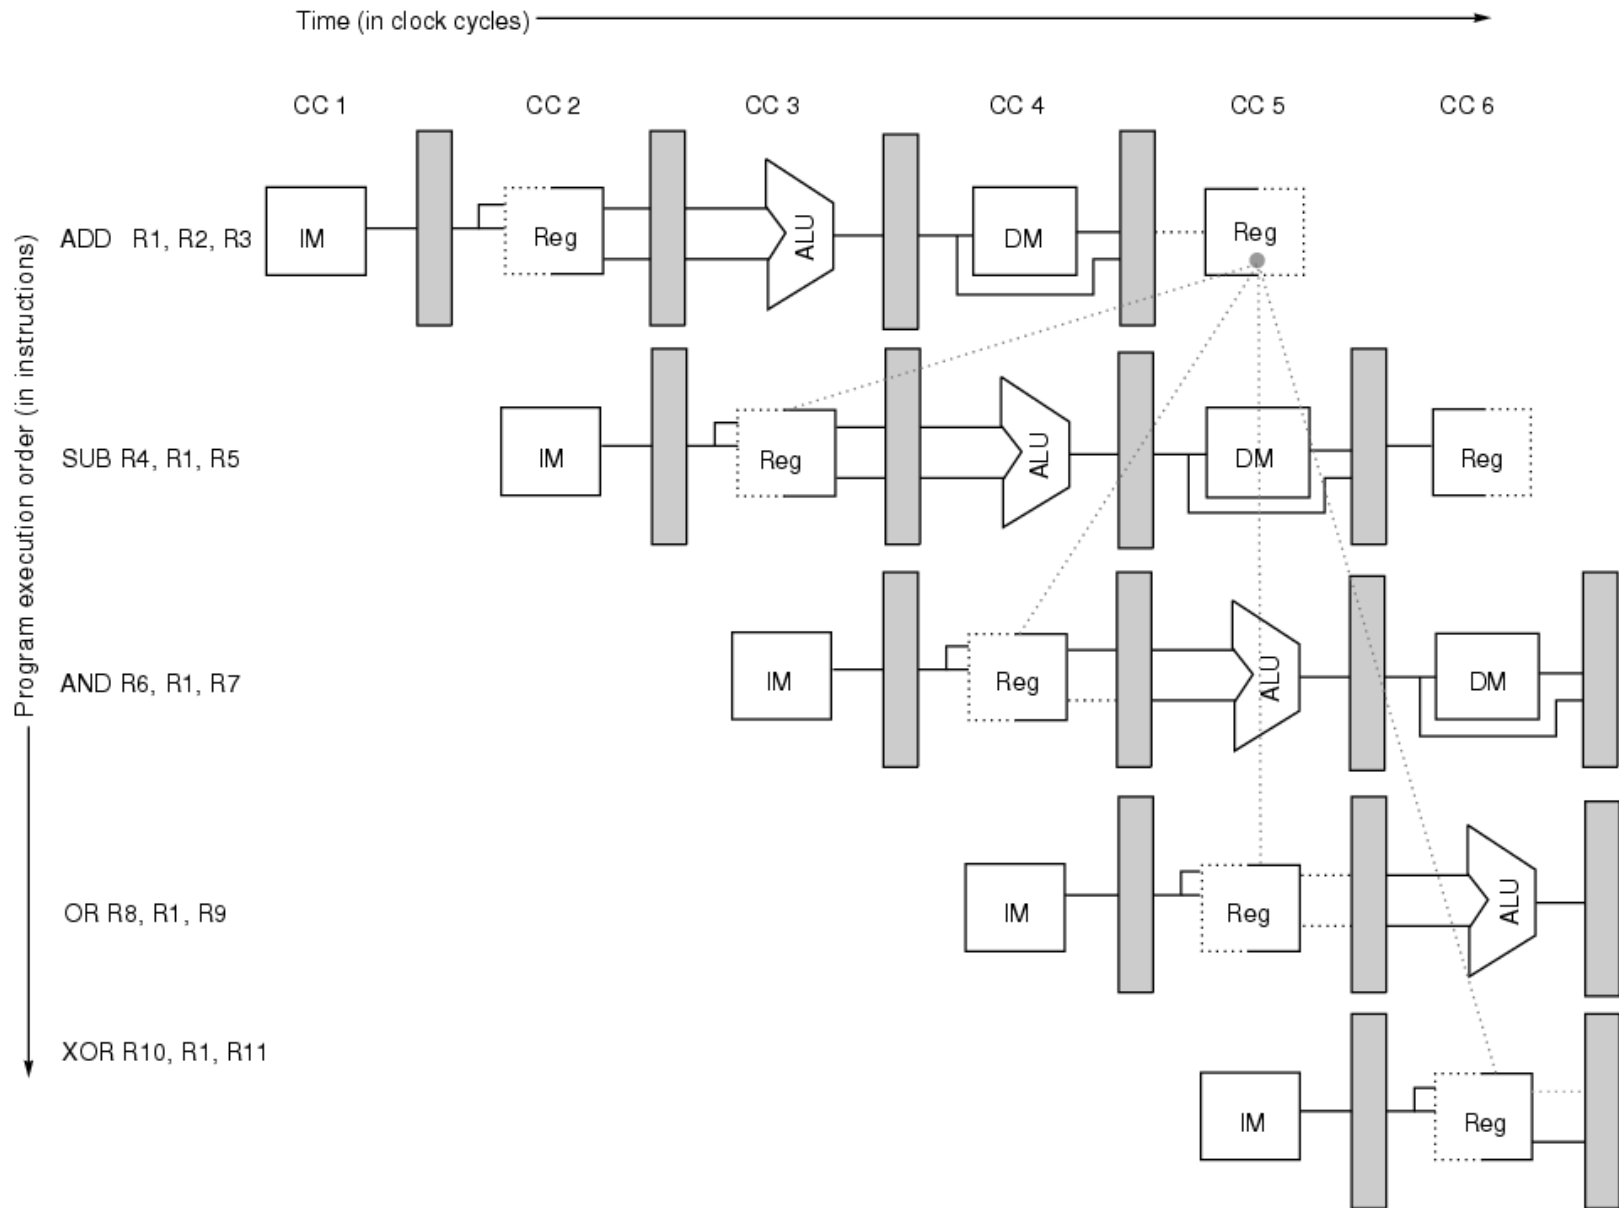 Time (in clock cycles)
CC 1 CC 2 CC 3 CC 4 CC 5 CC 6
Program execution order (in instructions)
ADD R1, R2, R3 IM Reg ALU DM Reg
SUB R4, R1, R5 IM Reg ALU DM Reg
AND R6, R1, R7 IM Reg ALU DM
OR R8, R1, R9 IM Reg ALU
XOR R10, R1, R11
IM Reg